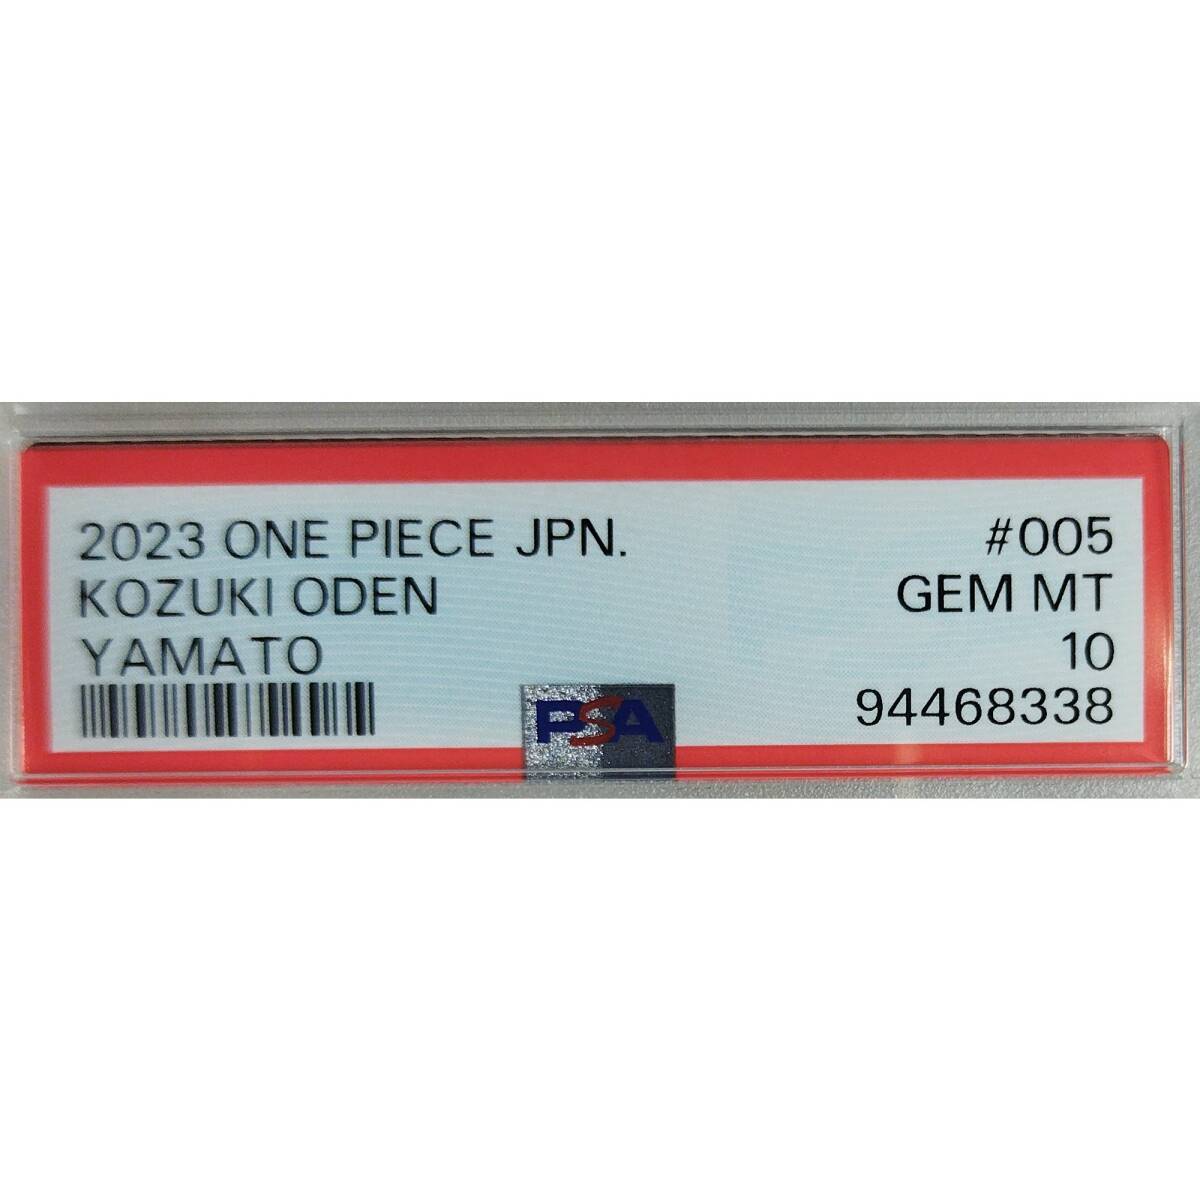 2023 ONE PIECE JPN. #005
KOZUKI ODEN GEM MT
YAMATO 10
94468338
PSA